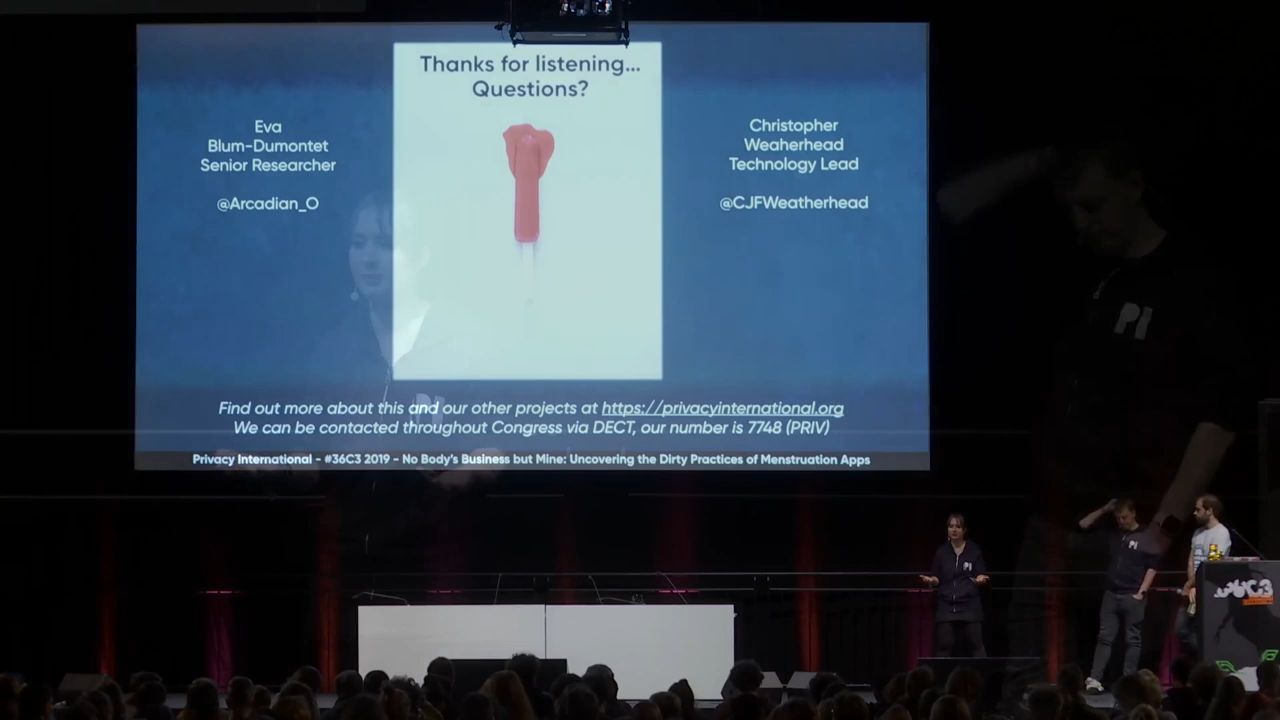 Thanks for listening...
Questions?
Eva
Blum-Dumontet
Senior Researcher
@Arcadian_O
Christopher
Weaherhead
Technology Lead
@CJFWeatherhead
Find out more about this and our other projects at https://privacyinternational.org
We can be contacted throughout Congress via DECT, our number is 7748 (PRIV)
Privacy International - #36C3 2019 - No Body's Business but Mine: Uncovering the Dirty Practices of Menstruation Apps
PI
PI
PI